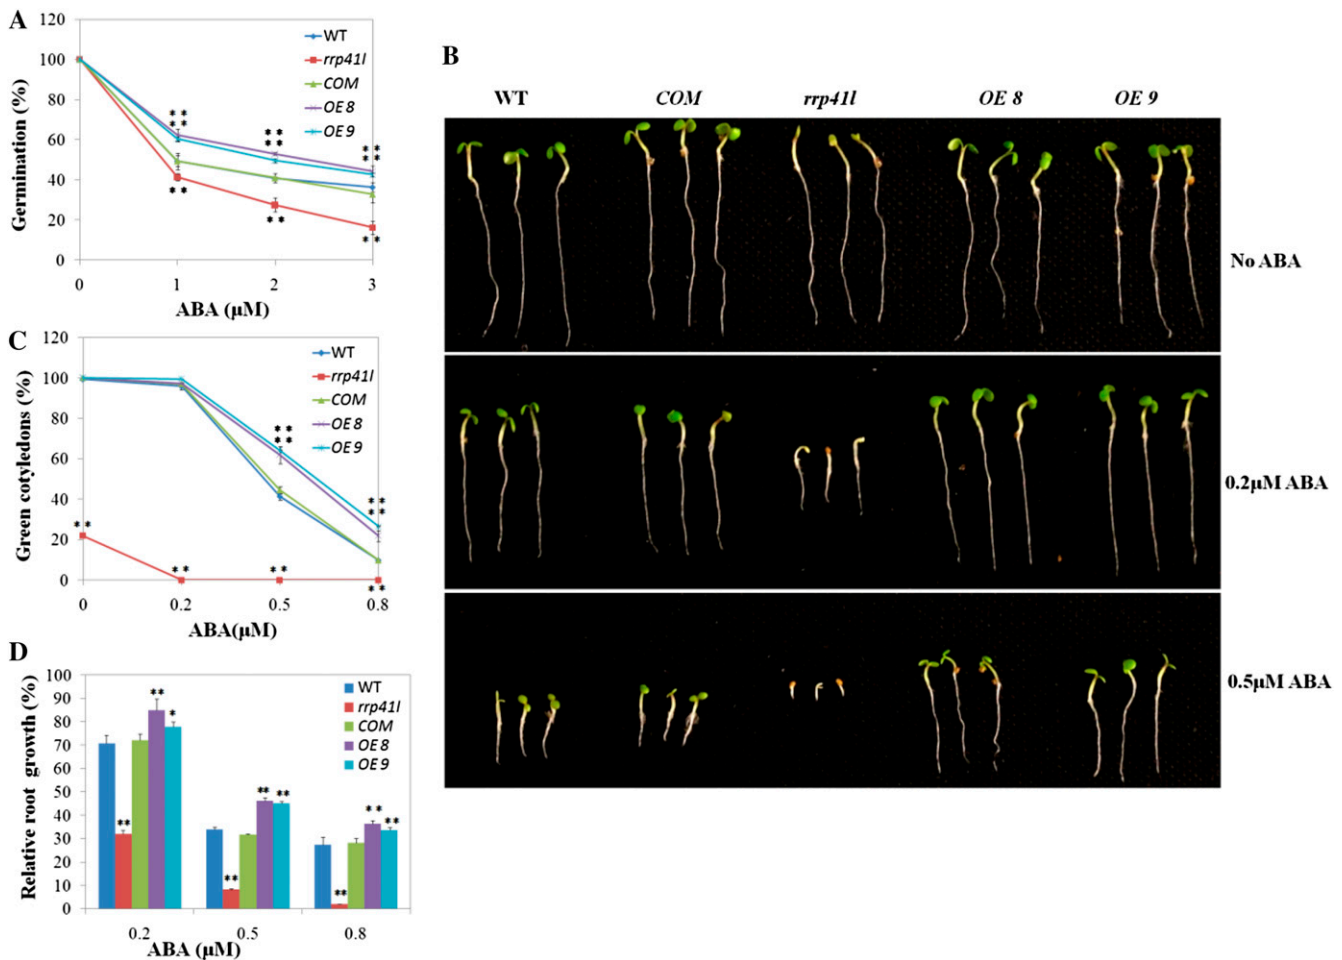 A
Germination (%)
120
100
80
60
40
20
0
WT
rrp41l
COM
OE 8
OE 9
** **
** **
** **
**
**
**
0 1 2 3
ABA (μM)
B
WT COM rrp41l OE 8 OE 9
No ABA
0.2μM ABA
0.5μM ABA
C
Green cotyledons (%)
120
100
80
60
40
20
0
WT
rrp41l
COM
OE 8
OE 9
** **
** **
**
**
**
**
0 0.2 0.5 0.8
ABA(μM)
D
Relative root growth (%)
100
90
80
70
60
50
40
30
20
10
0
WT
rrp41l
COM
OE 8
OE 9
**
*
**
** **
**
** **
**
0.2 0.5 0.8
ABA (μM)